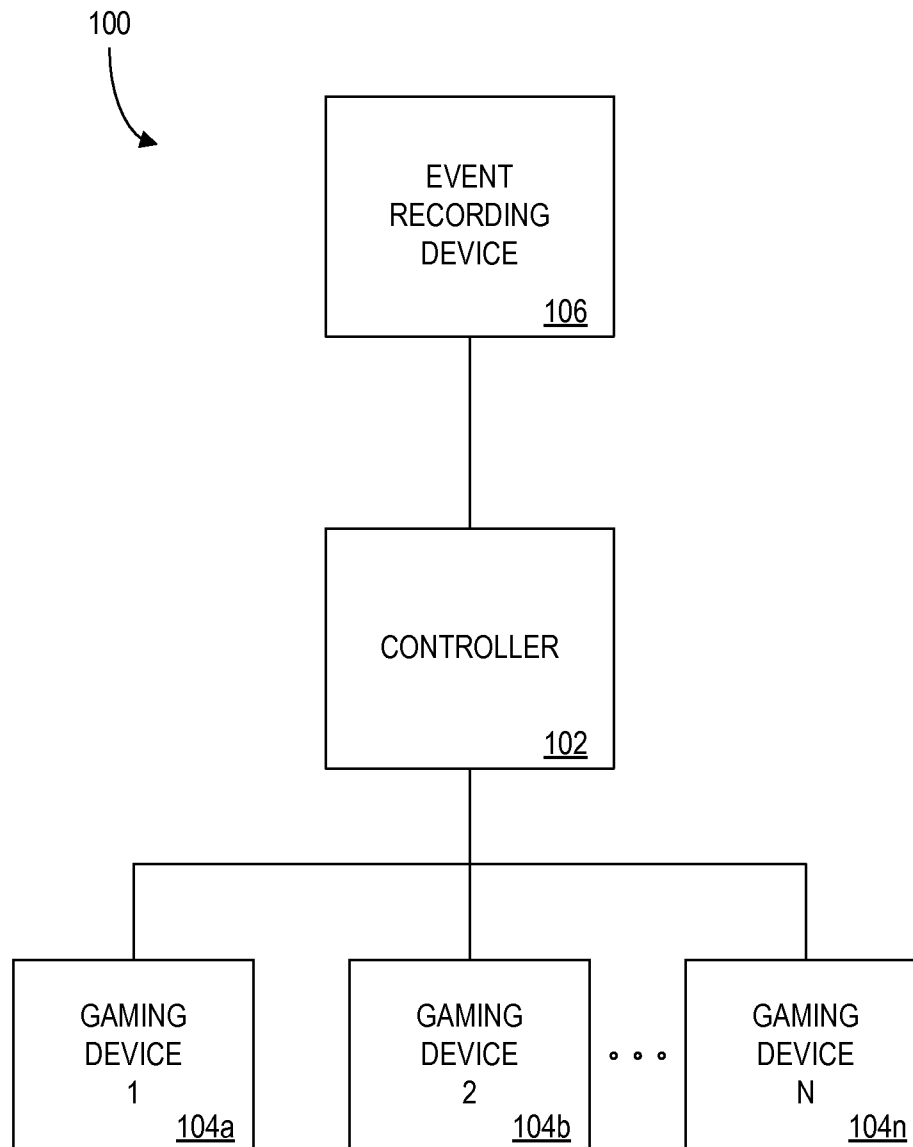 100
EVENT
RECORDING
DEVICE
106
CONTROLLER
102
GAMING
DEVICE
1
104a
GAMING
DEVICE
2
104b
GAMING
DEVICE
N
104n